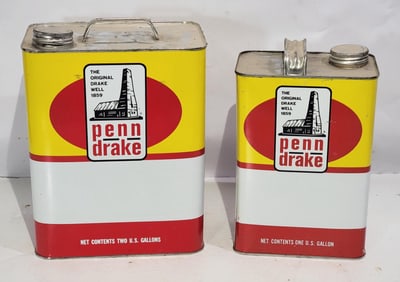 THE
ORIGINAL
DRAKE
WELL
1859
penn
drake
NET CONTENTS TWO U.S. GALLONS
THE
ORIGINAL
DRAKE
WELL
1859
penn
drake
NET CONTENTS ONE U.S. GALLON